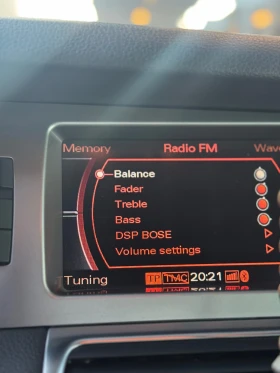 Memory Radio FM Wave
Balance
Fader
Treble
Bass
DSP BOSE
Volume settings
Tuning TP TMC 20:21